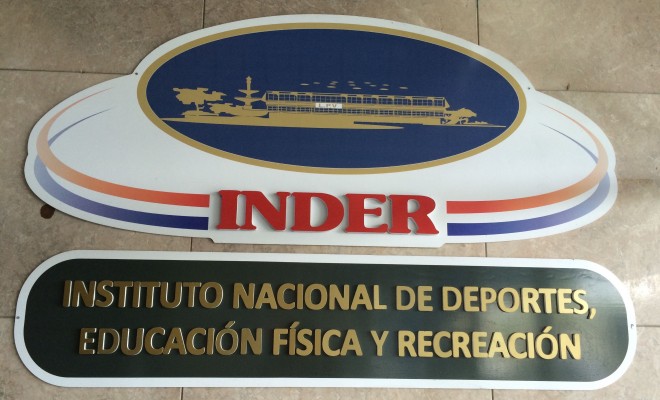 INDER
INSTITUTO NACIONAL DE DEPORTES,
EDUCACIÓN FÍSICA Y RECREACIÓN